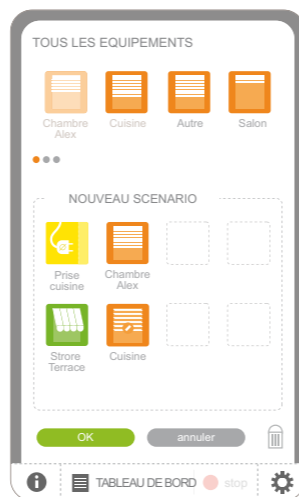 TOUS LES EQUIPEMENTS
Chambre
Alex
Cuisine
Autre
Salon
NOUVEAU SCENARIO
Prise
cuisine
Chambre
Alex
Strore
Terrace
Cuisine
OK
annuler
TABLEAU DE BORD
stop